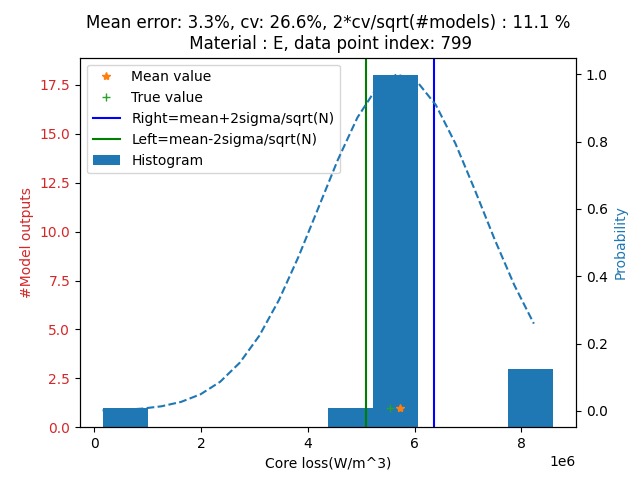 Mean error: 3.3%, cv: 26.6%, 2*cv/sqrt(#models) : 11.1 %
Material : E, data point index: 799
Mean value
True value
Right=mean+2sigma/sqrt(N)
Left=mean-2sigma/sqrt(N)
Histogram
#Model outputs
17.5
15.0
12.5
10.0
7.5
5.0
2.5
0.0
Probability
1.0
0.8
0.6
0.4
0.2
0.0
0 2 4 6 8
1e6
Core loss(W/m^3)